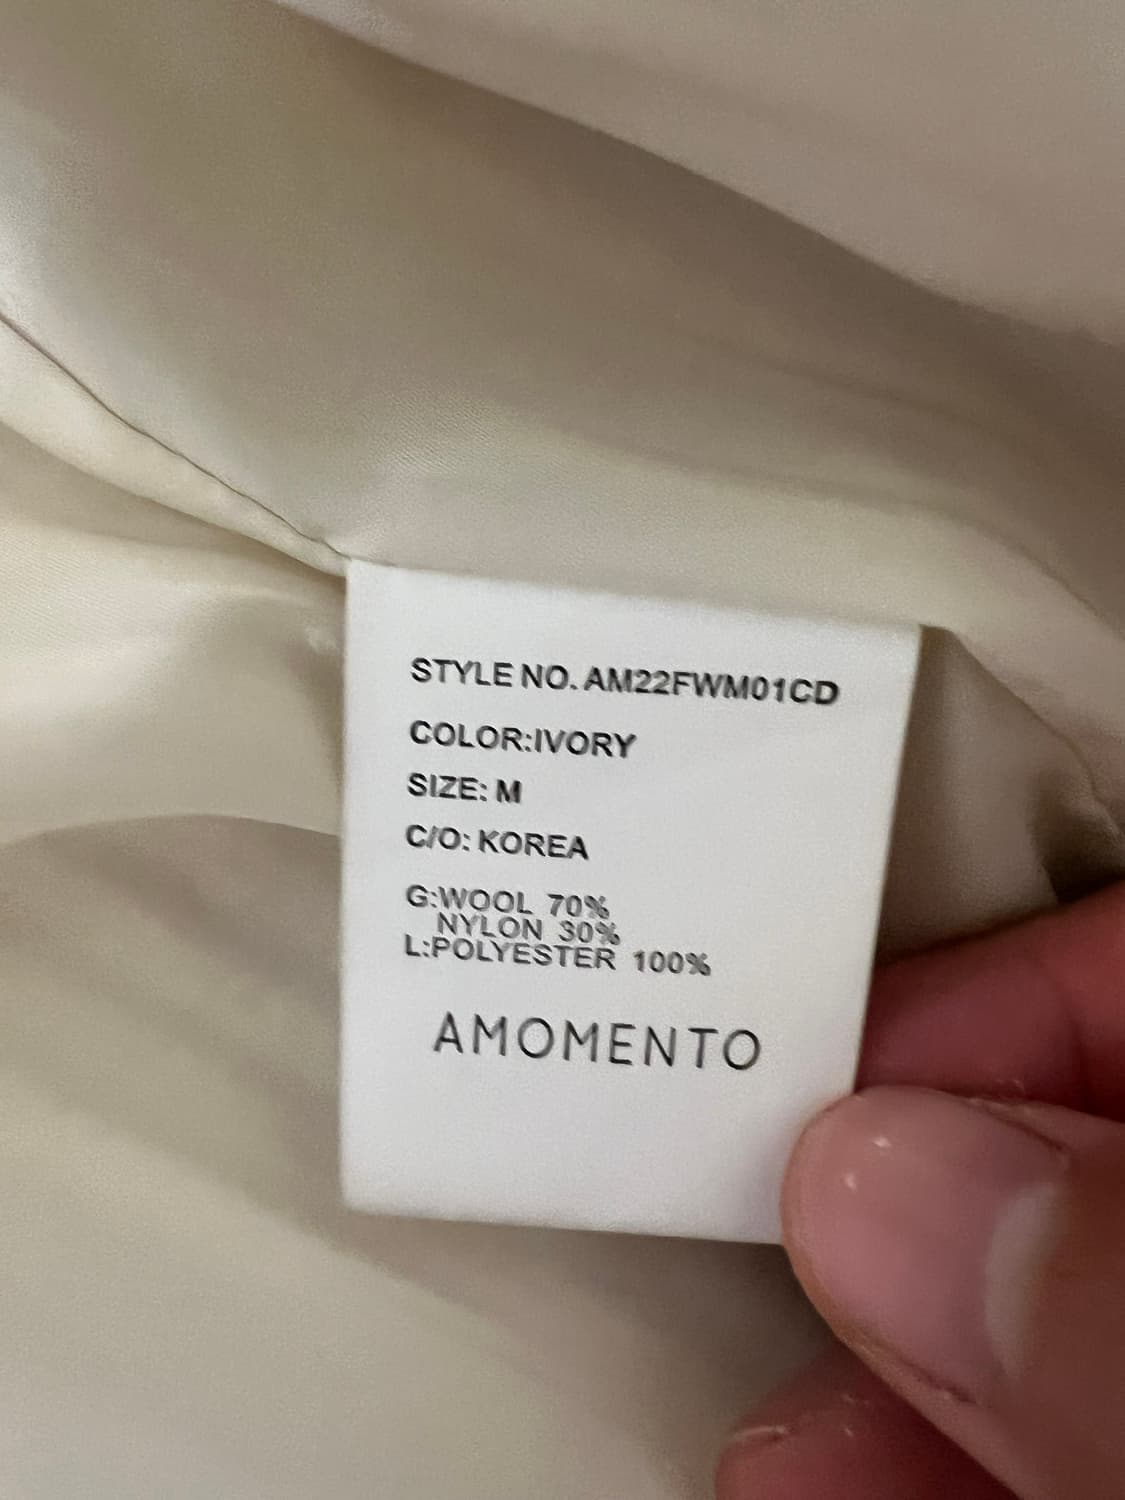 STYLE NO. AM22FWM01CD
COLOR:IVORY
SIZE: M
C/O: KOREA
G:WOOL 70%
NYLON 30%
L:POLYESTER 100%
AMOMENTO